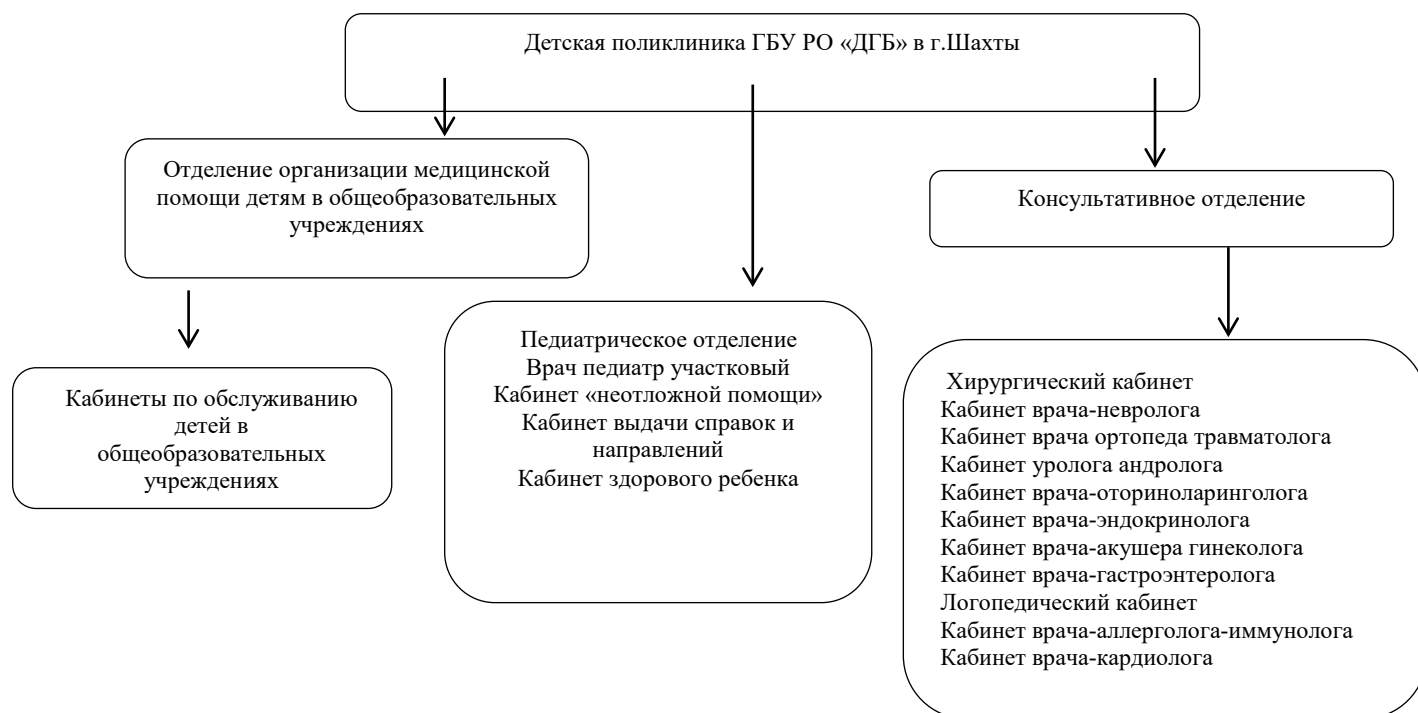 Детская поликлиника ГБУ РО «ДГБ» в г.Шахты
Отделение организации медицинской
помощи детям в общеобразовательных
учреждениях
Консультативное отделение
Кабинеты по обслуживанию
детей в
общеобразовательных
учреждениях
Педиатрическое отделение
Врач педиатр участковый
Кабинет «неотложной помощи»
Кабинет выдачи справок и
направлений
Кабинет здорового ребенка
Хирургический кабинет
Кабинет врача-невролога
Кабинет врача ортопеда травматолога
Кабинет уролога андролога
Кабинет врача-оториноларинголога
Кабинет врача-эндокринолога
Кабинет врача-акушера гинеколога
Кабинет врача-гастроэнтеролога
Логопедический кабинет
Кабинет врача-аллерголога-иммунолога
Кабинет врача-кардиолога